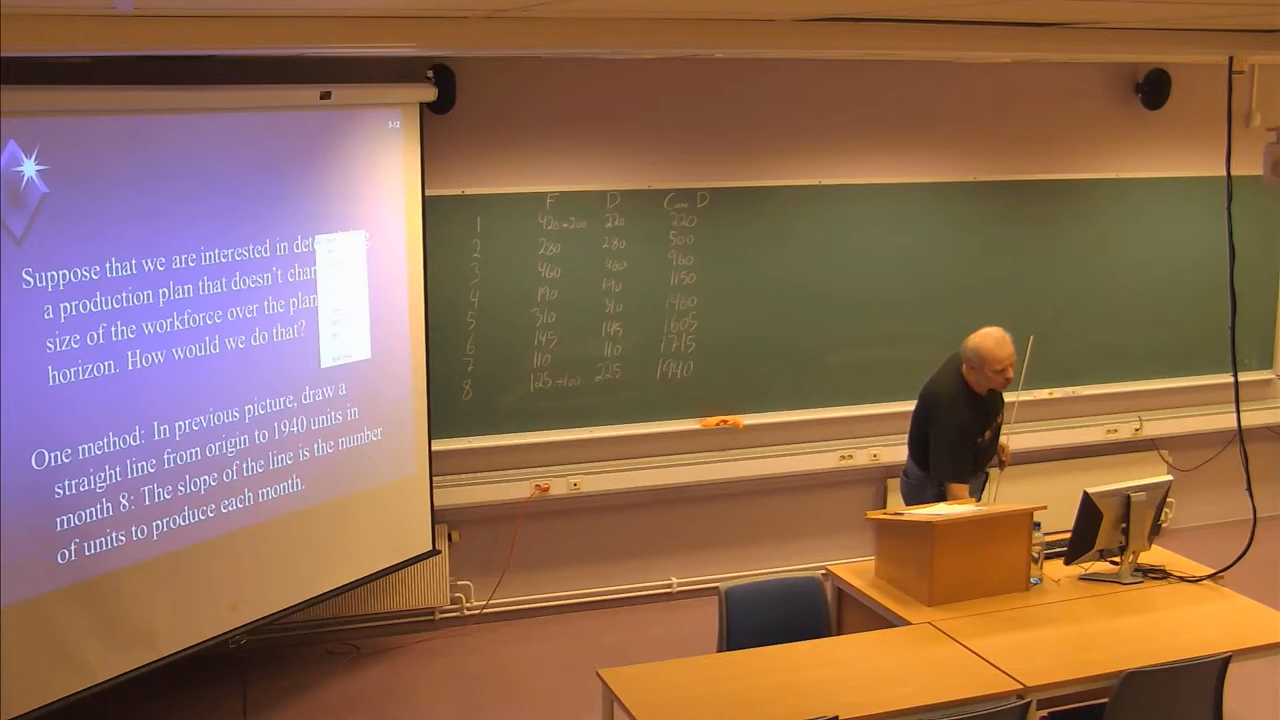 3-12
Suppose that we are interested in
a production plan that doesn't
size of the workforce over the
horizon. How would we do that?
One method: In previous picture, draw a
straight line from origin to 1940 units in
month 8: The slope of the line is the number
of units to produce each month.
F D Cum D
1 420-200 220 220
2 280 280 500
3 460 460 960
4 190 190 1150
5 310 310 1460
6 145 145 1605
7 110 110 1715
8 125+100 225 1940